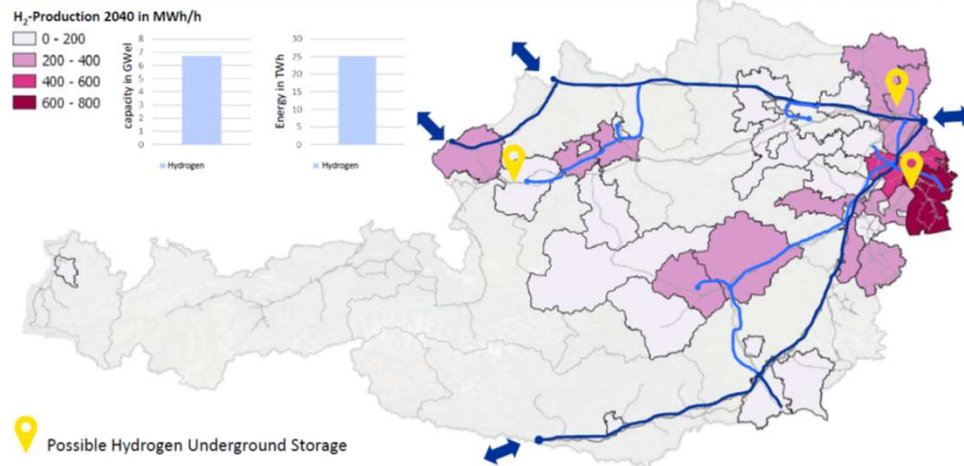 H₂-Production 2040 in MWh/h
0 - 200
200 - 400
400 - 600
600 - 800
capacity in GWel
8
7
6
5
4
3
2
1
0
Hydrogen
Energy in TWh
30
25
20
15
10
5
0
Hydrogen
Possible Hydrogen Underground Storage